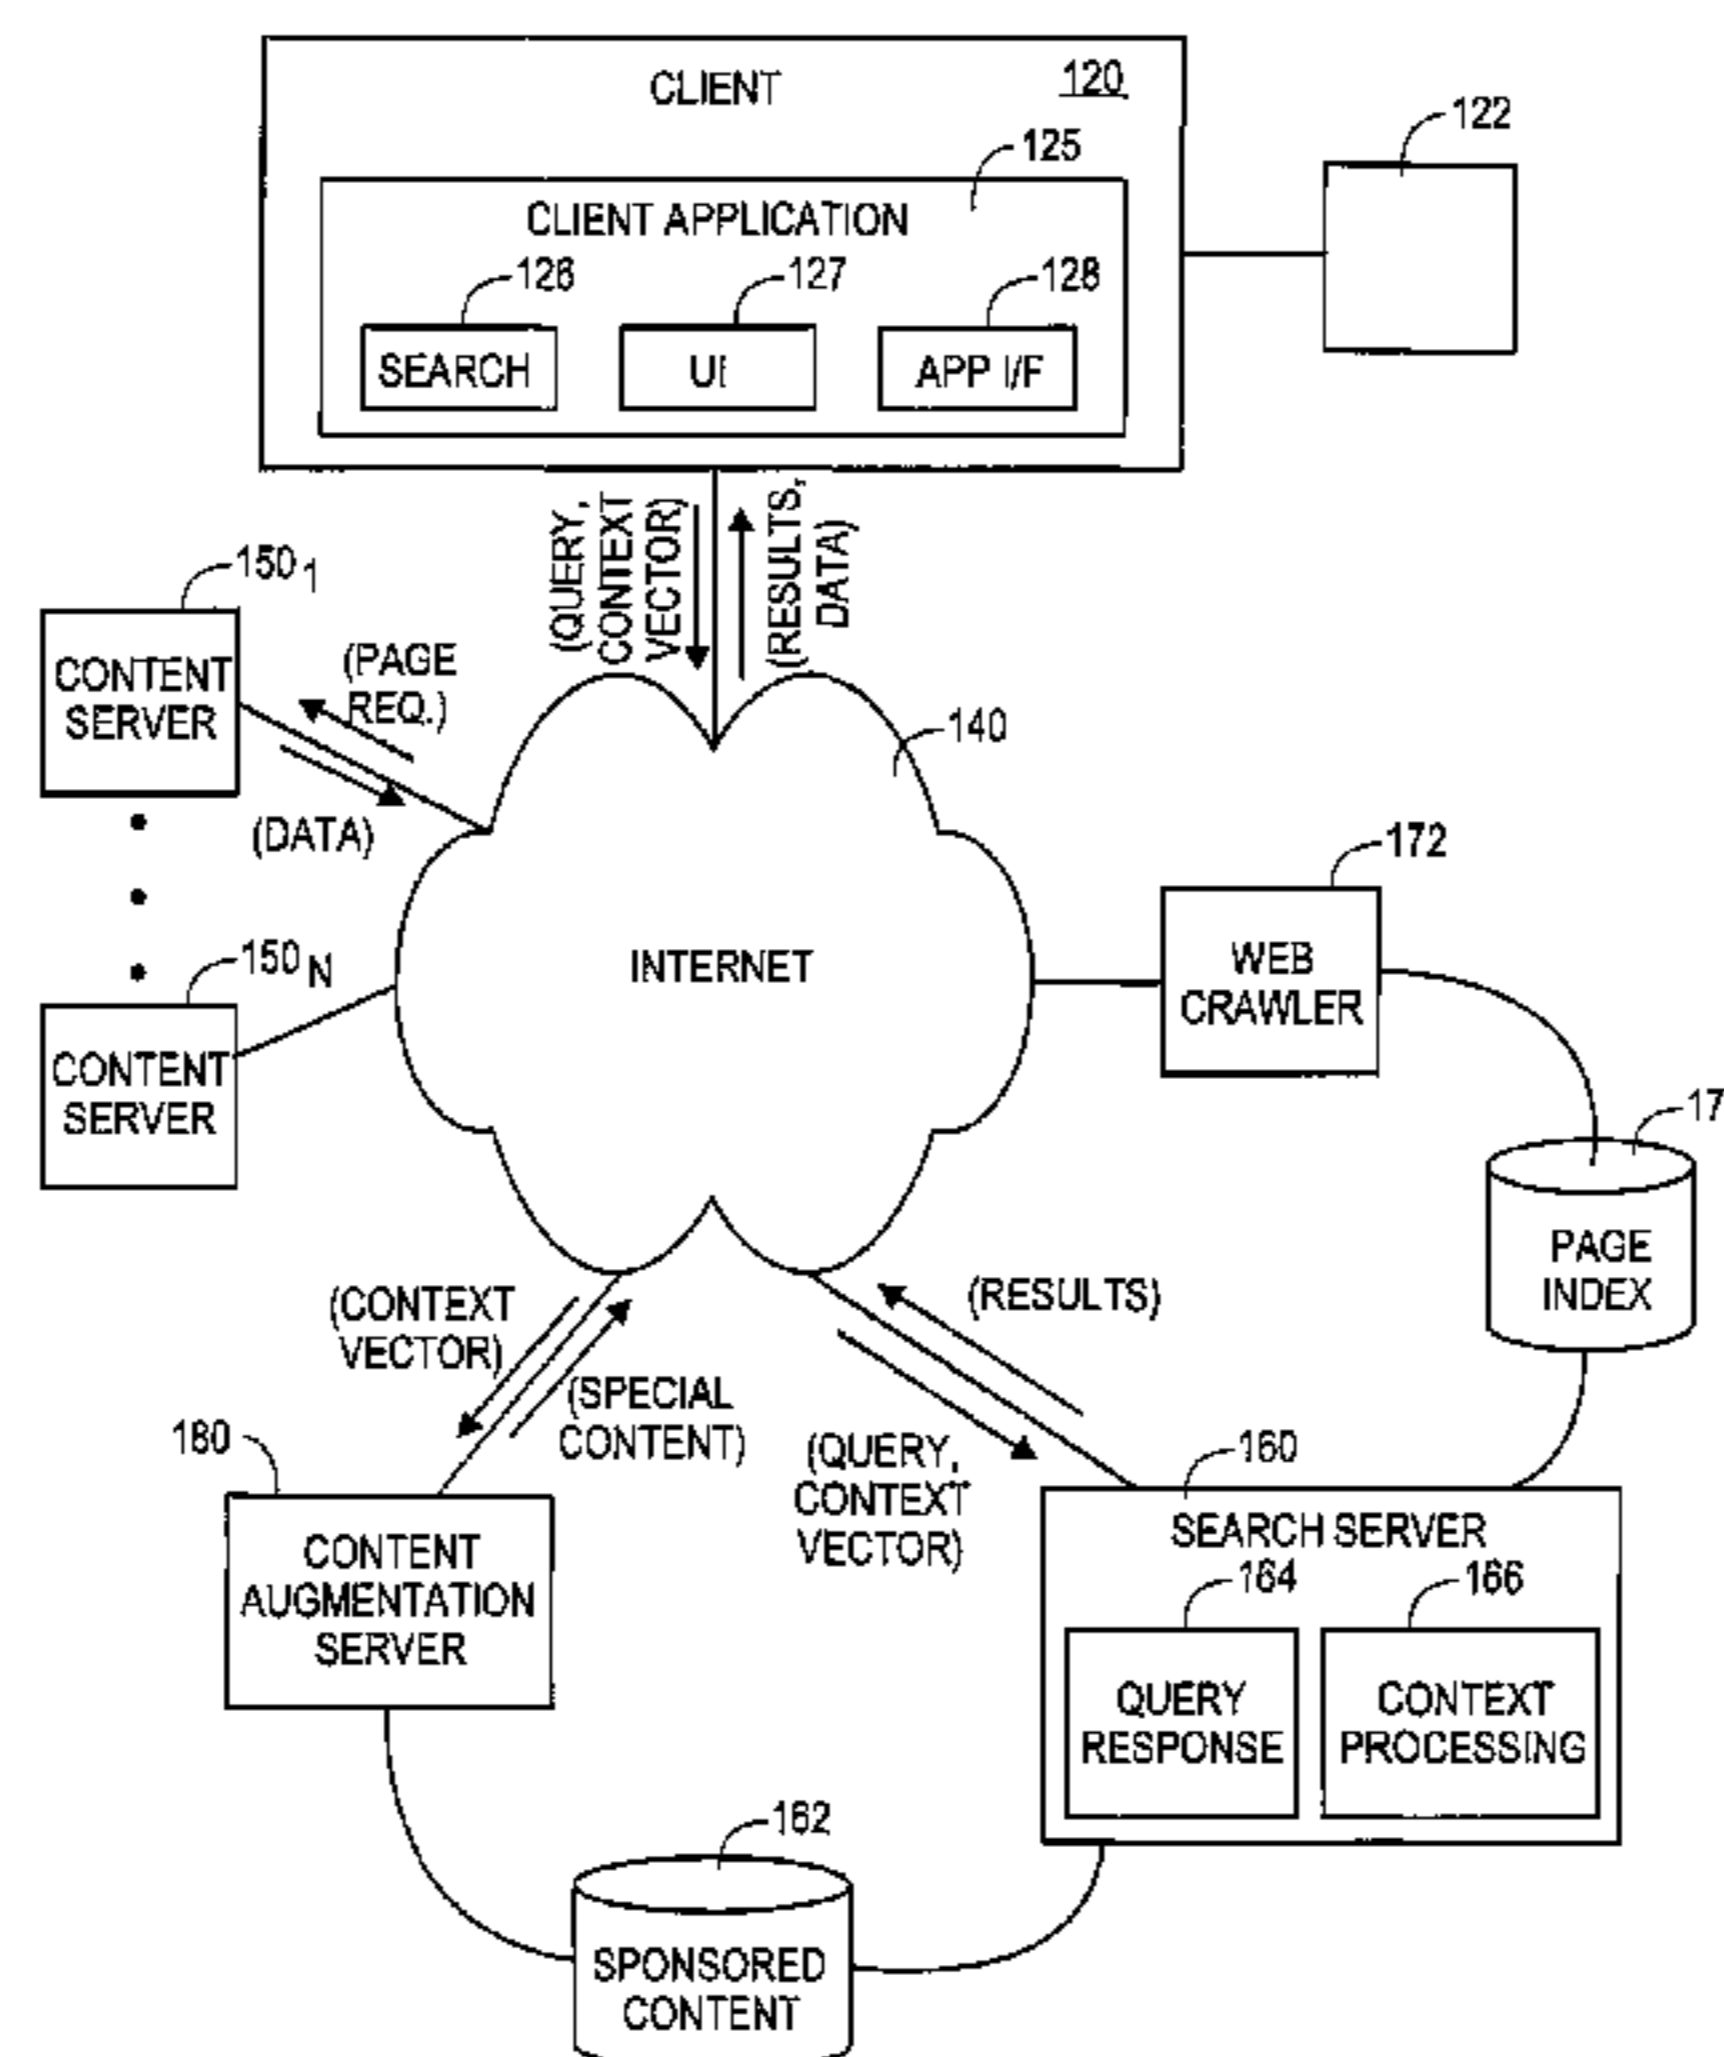 CLIENT
120
122
125
CLIENT APPLICATION
126
127
128
SEARCH
UI
APP I/F
(QUERY,
CONTEXT
VECTOR)
(RESULTS,
DATA)
150 1
CONTENT
SERVER
(PAGE
REQ.)
(DATA)
140
150 N
CONTENT
SERVER
INTERNET
172
WEB
CRAWLER
17
PAGE
INDEX
(CONTEXT
VECTOR)
(SPECIAL
CONTENT)
(RESULTS)
(QUERY,
CONTEXT
VECTOR)
180
CONTENT
AUGMENTATION
SERVER
160
SEARCH SERVER
164
166
QUERY
RESPONSE
CONTEXT
PROCESSING
162
SPONSORED
CONTENT